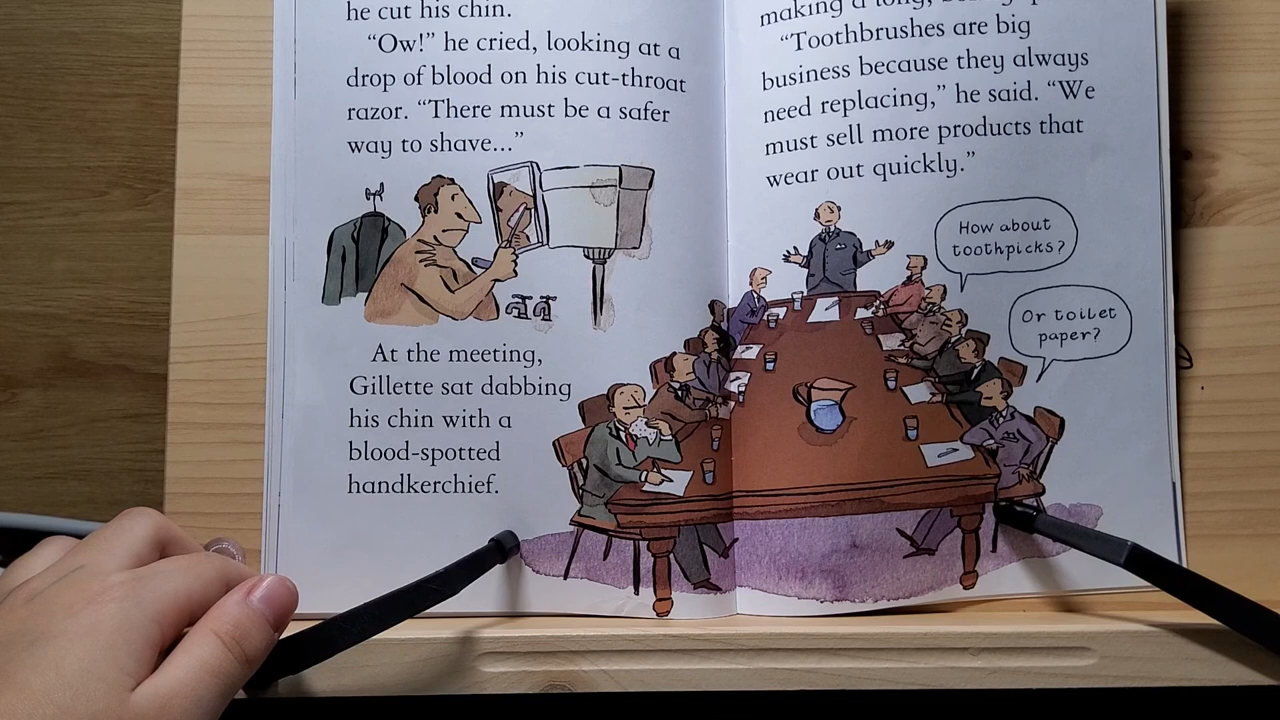 he cut his chin.
“Ow!” he cried, looking at a
drop of blood on his cut-throat
razor. “There must be a safer
way to shave...”
At the meeting,
Gillette sat dabbing
his chin with a
blood-spotted
handkerchief.
making a long,
“Toothbrushes are big
business because they always
need replacing,” he said. “We
must sell more products that
wear out quickly.”
How about
toothpicks?
Or toilet
paper?